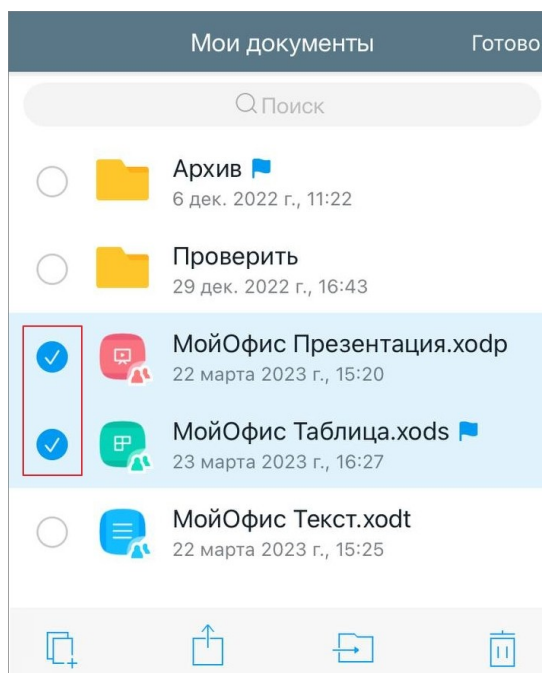 Мои документы Готово
Поиск
Архив
6 дек. 2022 г., 11:22
Проверить
29 дек. 2022 г., 16:43
МойОфис Презентация.xodp
22 марта 2023 г., 15:20
МойОфис Таблица.xods
23 марта 2023 г., 16:27
МойОфис Текст.xodt
22 марта 2023 г., 15:25